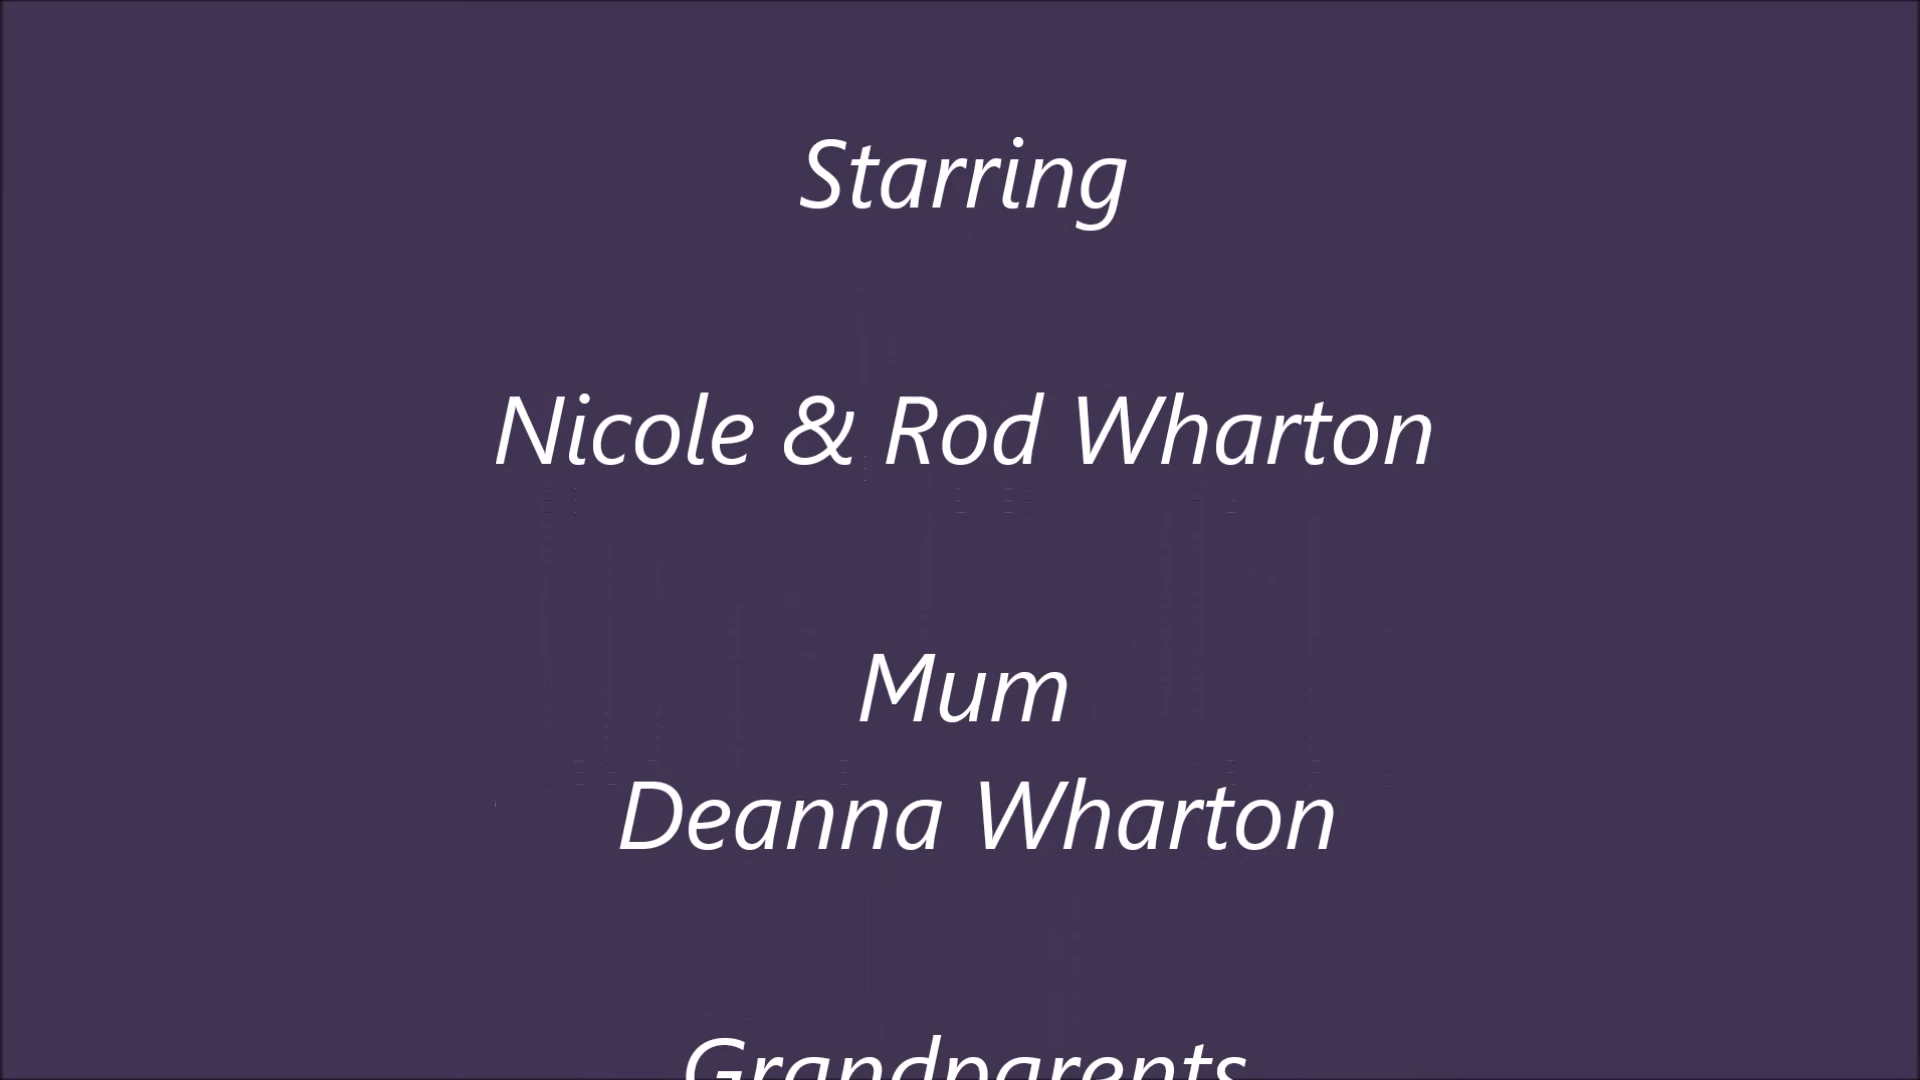 Starring
Nicole & Rod Wharton
Mum
Deanna Wharton
Grandparents